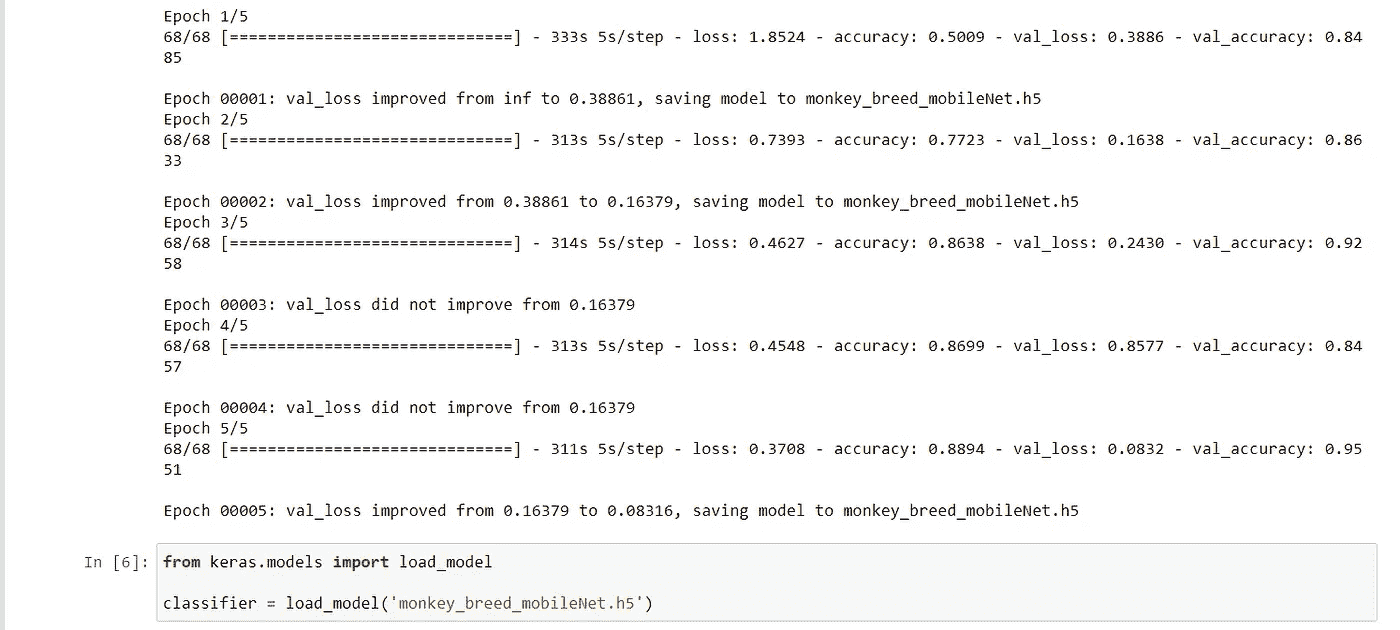 Epoch 1/5
68/68 [==============================] - 333s 5s/step - loss: 1.8524 - accuracy: 0.5009 - val_loss: 0.3886 - val_accuracy: 0.84
85
Epoch 00001: val_loss improved from inf to 0.38861, saving model to monkey_breed_mobileNet.h5
Epoch 2/5
68/68 [==============================] - 313s 5s/step - loss: 0.7393 - accuracy: 0.7723 - val_loss: 0.1638 - val_accuracy: 0.86
33
Epoch 00002: val_loss improved from 0.38861 to 0.16379, saving model to monkey_breed_mobileNet.h5
Epoch 3/5
68/68 [==============================] - 314s 5s/step - loss: 0.4627 - accuracy: 0.8638 - val_loss: 0.2430 - val_accuracy: 0.92
58
Epoch 00003: val_loss did not improve from 0.16379
Epoch 4/5
68/68 [==============================] - 313s 5s/step - loss: 0.4548 - accuracy: 0.8699 - val_loss: 0.8577 - val_accuracy: 0.84
57
Epoch 00004: val_loss did not improve from 0.16379
Epoch 5/5
68/68 [==============================] - 311s 5s/step - loss: 0.3708 - accuracy: 0.8894 - val_loss: 0.0832 - val_accuracy: 0.95
51
Epoch 00005: val_loss improved from 0.16379 to 0.08316, saving model to monkey_breed_mobileNet.h5
In [6]: from keras.models import load_model
classifier = load_model('monkey_breed_mobileNet.h5')